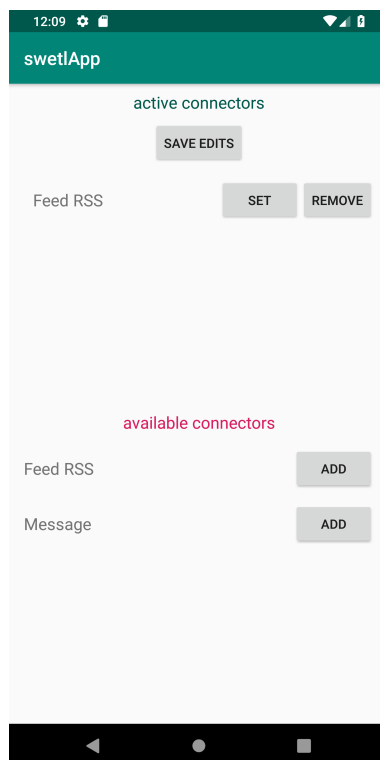 12:09
swetlApp
active connectors
SAVE EDITS
Feed RSS SET REMOVE
available connectors
Feed RSS ADD
Message ADD